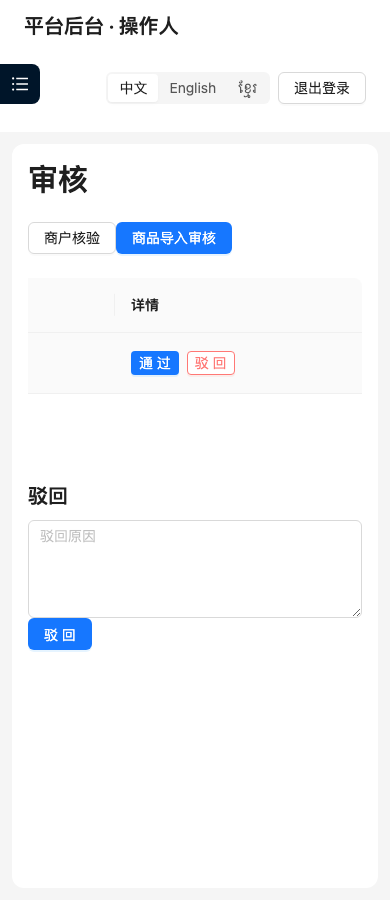 平台后台 · 操作人
中文 English ខ្មែរ 退出登录
审核
商户核验 商品导入审核
详情
通过 驳回
驳回
驳回原因
驳回